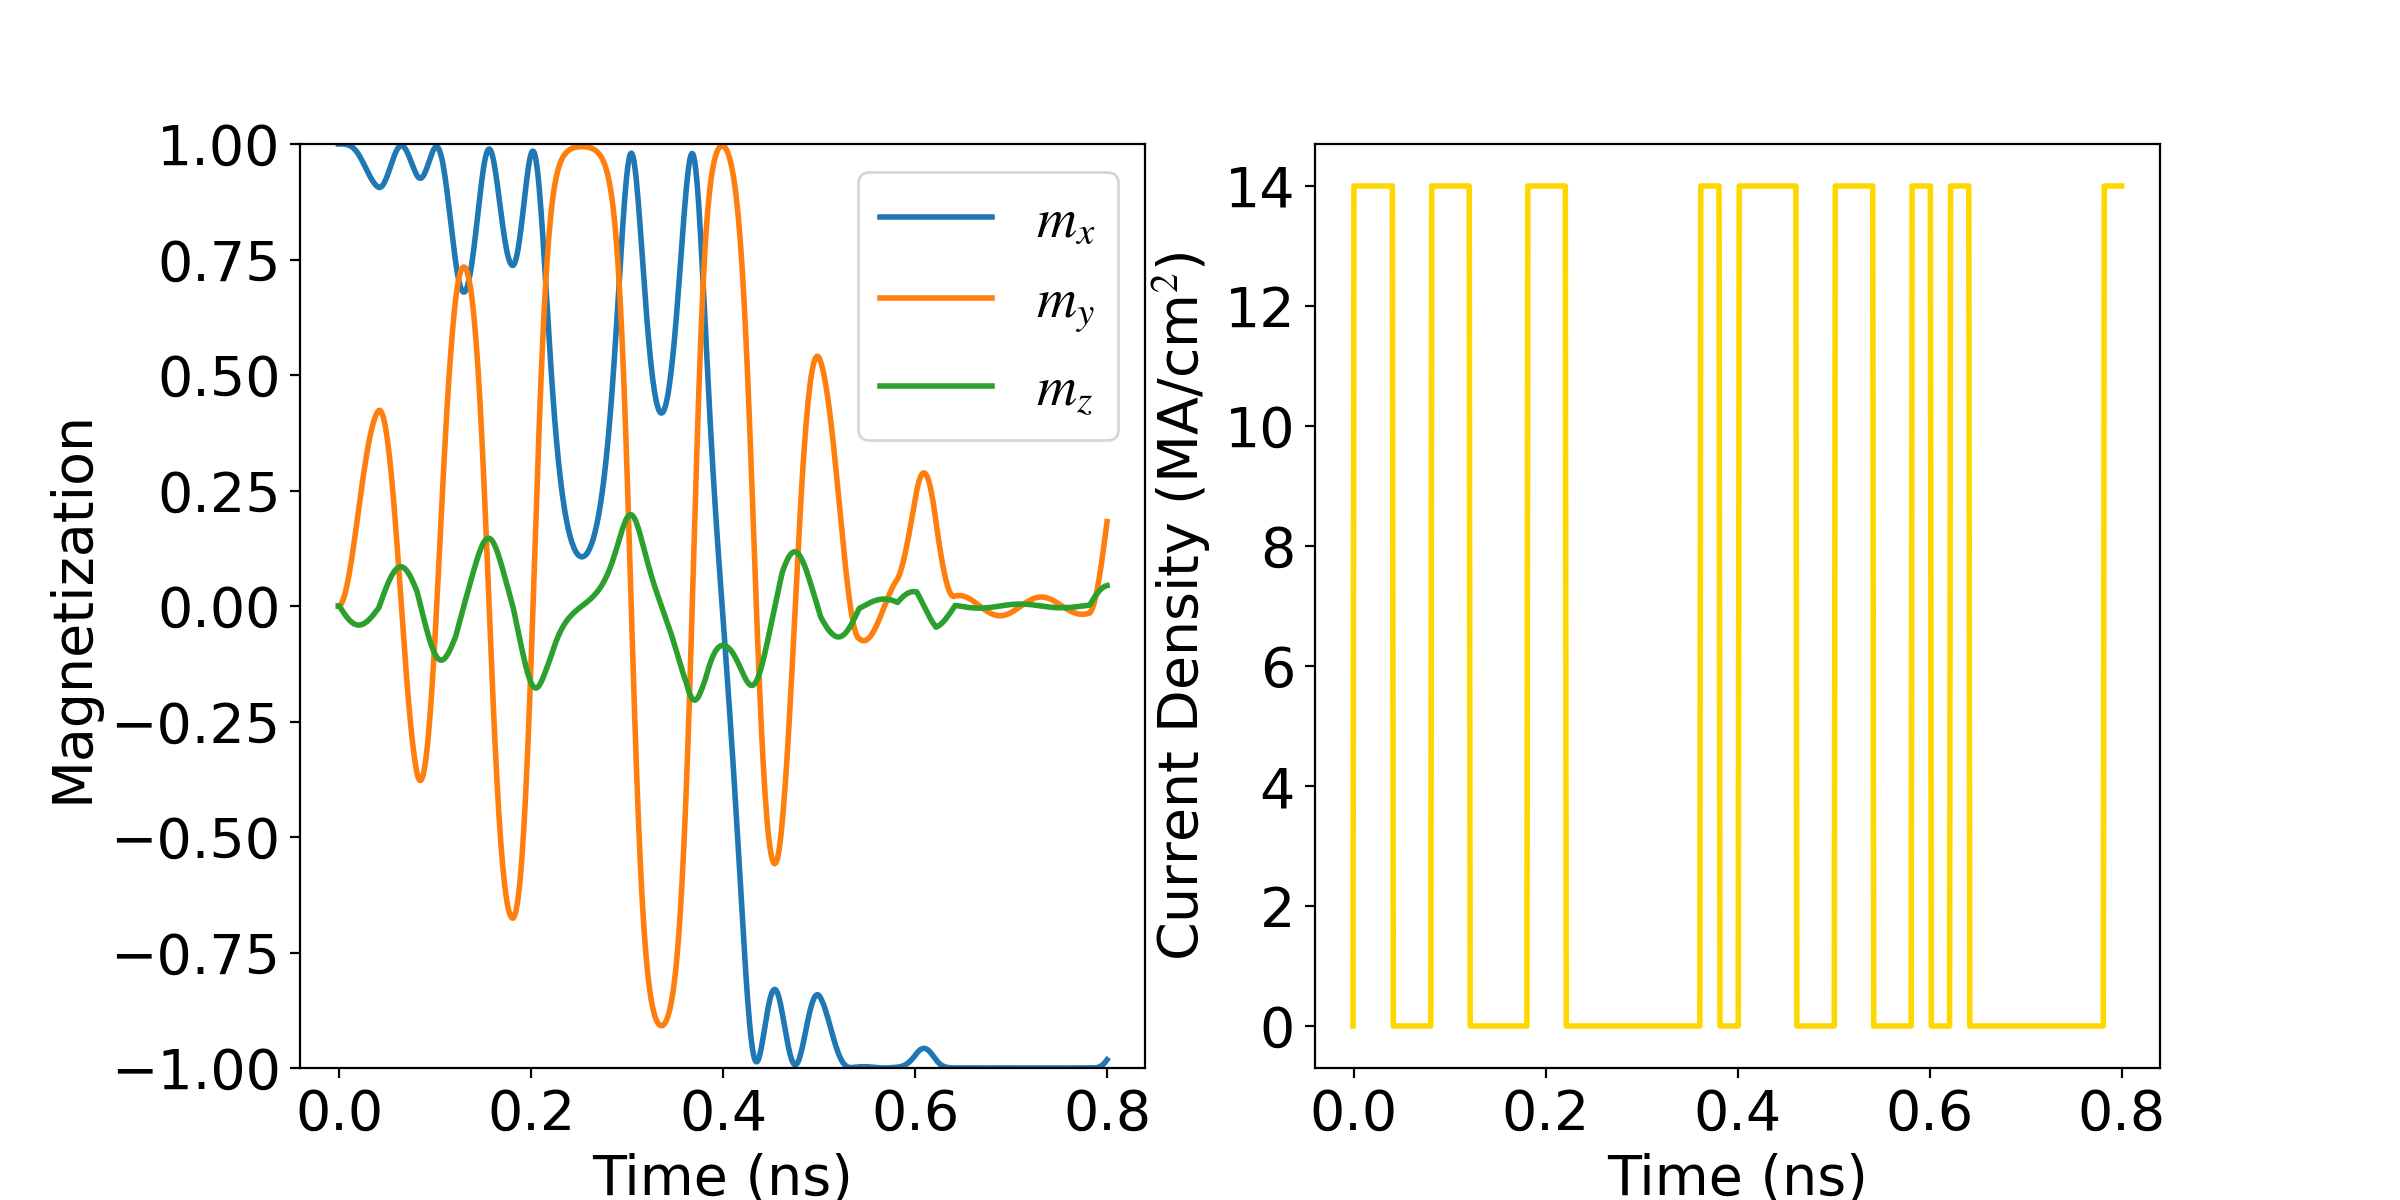 Magnetization
1.00
0.75
0.50
0.25
0.00
−0.25
−0.50
−0.75
−1.00
0.0 0.2 0.4 0.6 0.8
Time (ns)
m_x
m_y
m_z
Current Density (MA/cm²)
14
12
10
8
6
4
2
0
0.0 0.2 0.4 0.6 0.8
Time (ns)